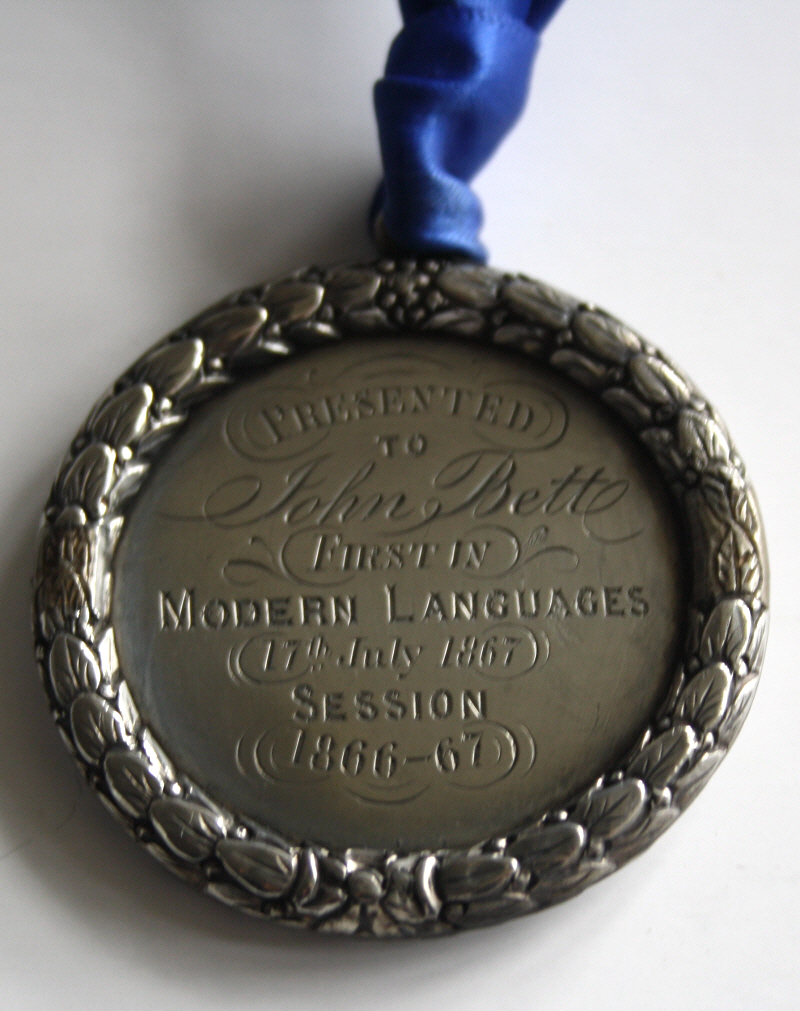 PRESENTED
TO
John Bett
FIRST IN
MODERN LANGUAGES
17th July 1867
SESSION
1866-67